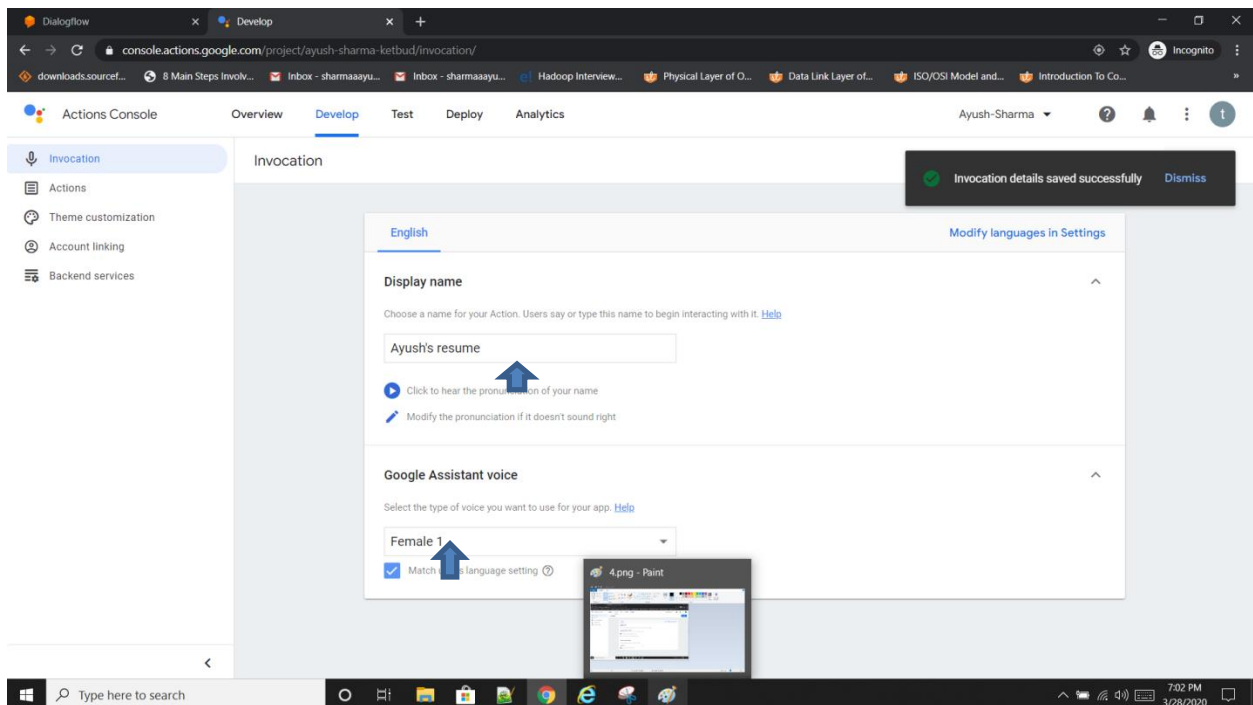 Dialogflow
Develop
console.actions.google.com/project/ayush-sharma-ketbud/invocation/
Incognito
downloads.sourcef...
8 Main Steps Involv...
Inbox - sharmaaayu...
Inbox - sharmaaayu...
Hadoop Interview...
Physical Layer of O...
Data Link Layer of...
ISO/OSI Model and...
Introduction To Co...
»
Actions Console
Overview
Develop
Test
Deploy
Analytics
Ayush-Sharma
t
Invocation
Actions
Theme customization
Account linking
Backend services
Invocation
Invocation details saved successfully
Dismiss
English
Modify languages in Settings
Display name
Choose a name for your Action. Users say or type this name to begin interacting with it. Help
Ayush's resume
Click to hear the pronunciation of your name
Modify the pronunciation if it doesn't sound right
Google Assistant voice
Select the type of voice you want to use for your app. Help
Female 1
Match language setting
4.png - Paint
Type here to search
7:02 PM
3/28/2020